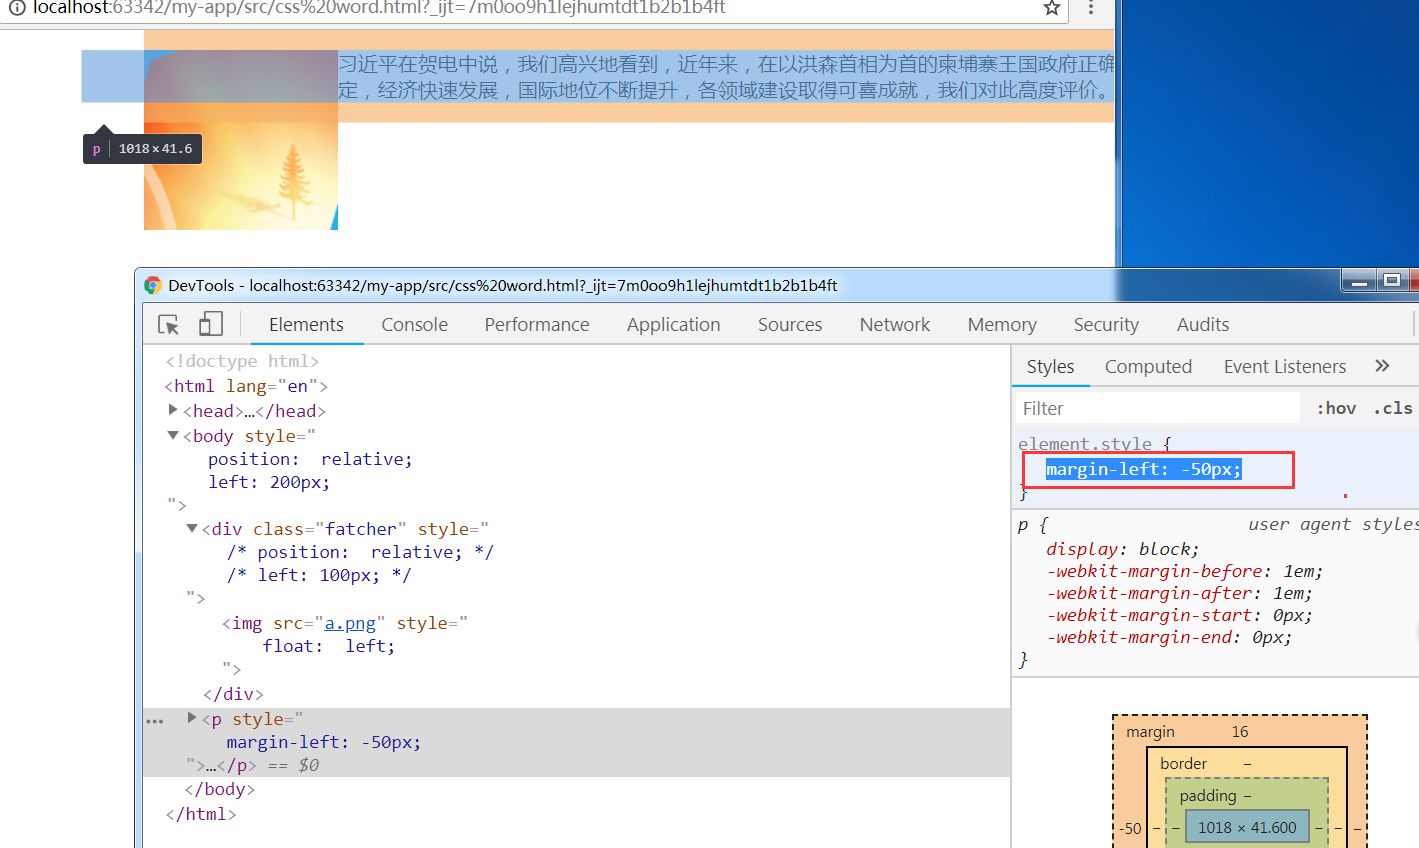 localhost:63342/my-app/src/css%20word.html?_ijt=7m0oo9h1lejhumtdt1b2b1b4ft
习近平在贺电中说，我们高兴地看到，近年来，在以洪森首相为首的柬埔寨王国政府正确
定，经济快速发展，国际地位不断提升，各领域建设取得可喜成就，我们对此高度评价。
p 1018×41.6
DevTools - localhost:63342/my-app/src/css%20word.html?_ijt=7m0oo9h1lejhumtdt1b2b1b4ft
Elements Console Performance Application Sources Network Memory Security Audits
<!doctype html>
<html lang="en">
<head>…</head>
<body style="
position:  relative;
left: 200px;
">
<div class="fatcher" style="
/* position:  relative; */
/* left: 100px; */
">
<img src="a.png" style="
float:  left;
">
</div>
... <p style="
margin-left: -50px;
">…</p> == $0
</body>
</html>
Styles Computed Event Listeners »
Filter :hov .cls
element.style {
margin-left: -50px;
}
p { user agent styles
display: block;
-webkit-margin-before: 1em;
-webkit-margin-after: 1em;
-webkit-margin-start: 0px;
-webkit-margin-end: 0px;
}
margin 16
border –
padding –
-50 – – 1018 × 41.600 – – –